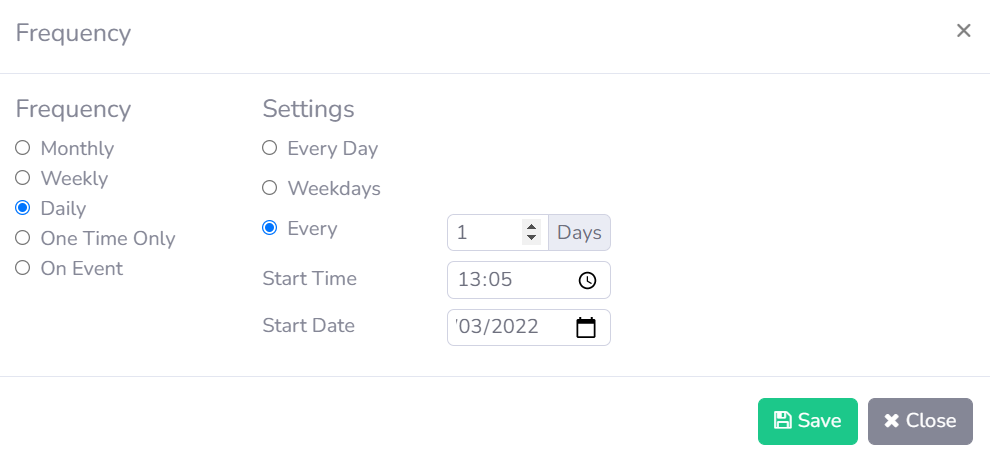 Frequency
Frequency
Monthly
Weekly
Daily
One Time Only
On Event
Settings
Every Day
Weekdays
Every 1 Days
Start Time 13:05
Start Date /03/2022
Save Close